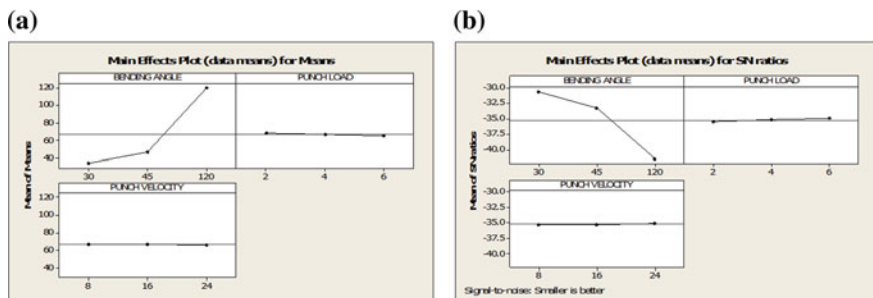 (a)
(b)
Main Effects Plot (data means) for Means
BENDING ANGLE PUNCH LOAD
120
100
80
60
40
30 45 120 2 4 6
PUNCH VELOCITY
120
100
80
60
40
8 16 24
Mean of Means
Main Effects Plot (data means) for SN ratios
BENDING ANGLE PUNCH LOAD
-30.0
-32.5
-35.0
-37.5
-40.0
30 45 120 2 4 6
PUNCH VELOCITY
-30.0
-32.5
-35.0
-37.5
-40.0
8 16 24
Mean of SN ratios
Signal-to-noise: Smaller is better